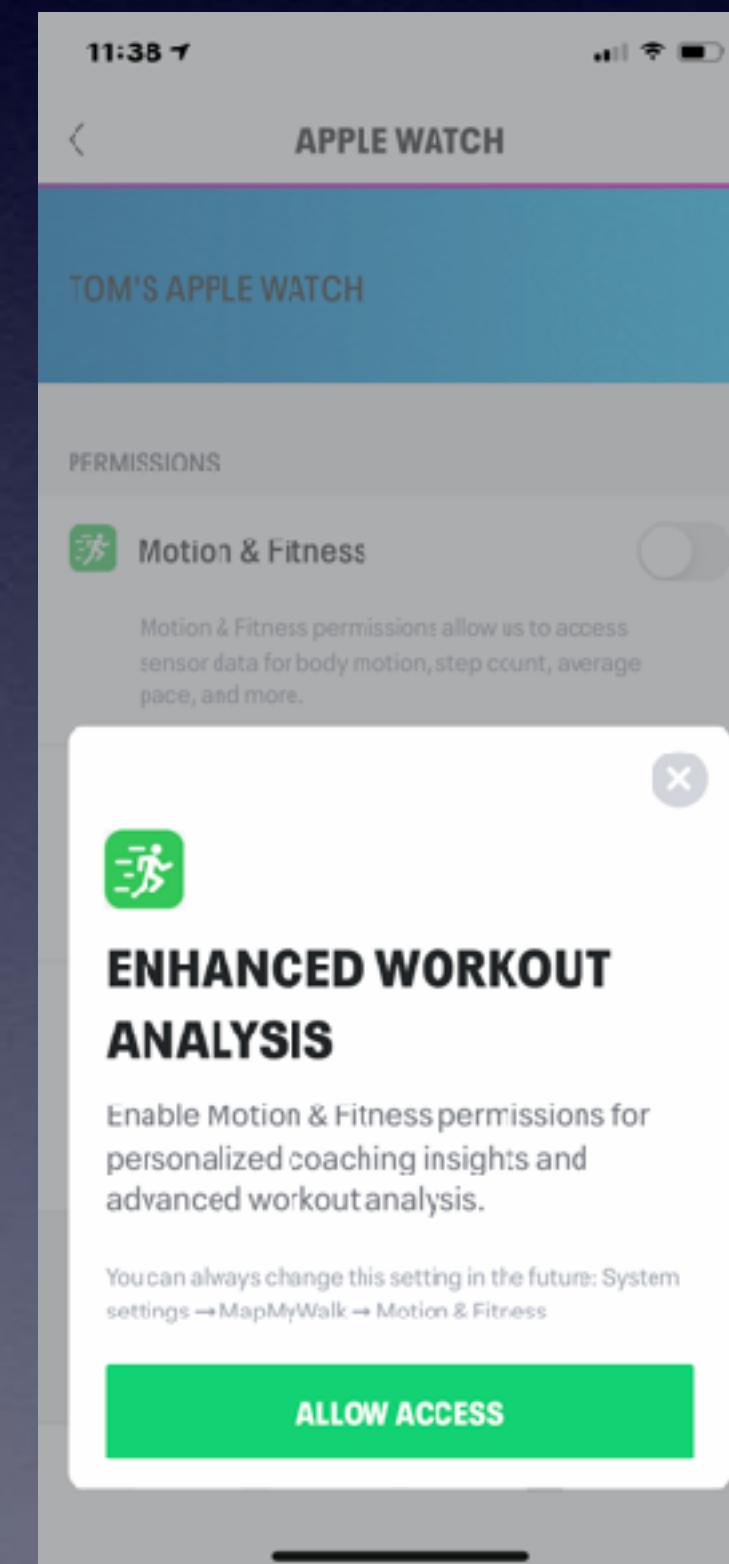 11:38
APPLE WATCH
TOM'S APPLE WATCH
PERMISSIONS
Motion & Fitness
Motion & Fitness permissions allow us to access
sensor data for body motion, step count, average
pace, and more.
ENHANCED WORKOUT
ANALYSIS
Enable Motion & Fitness permissions for
personalized coaching insights and
advanced workout analysis.
You can always change this setting in the future: System
settings → MapMyWalk → Motion & Fitness
ALLOW ACCESS